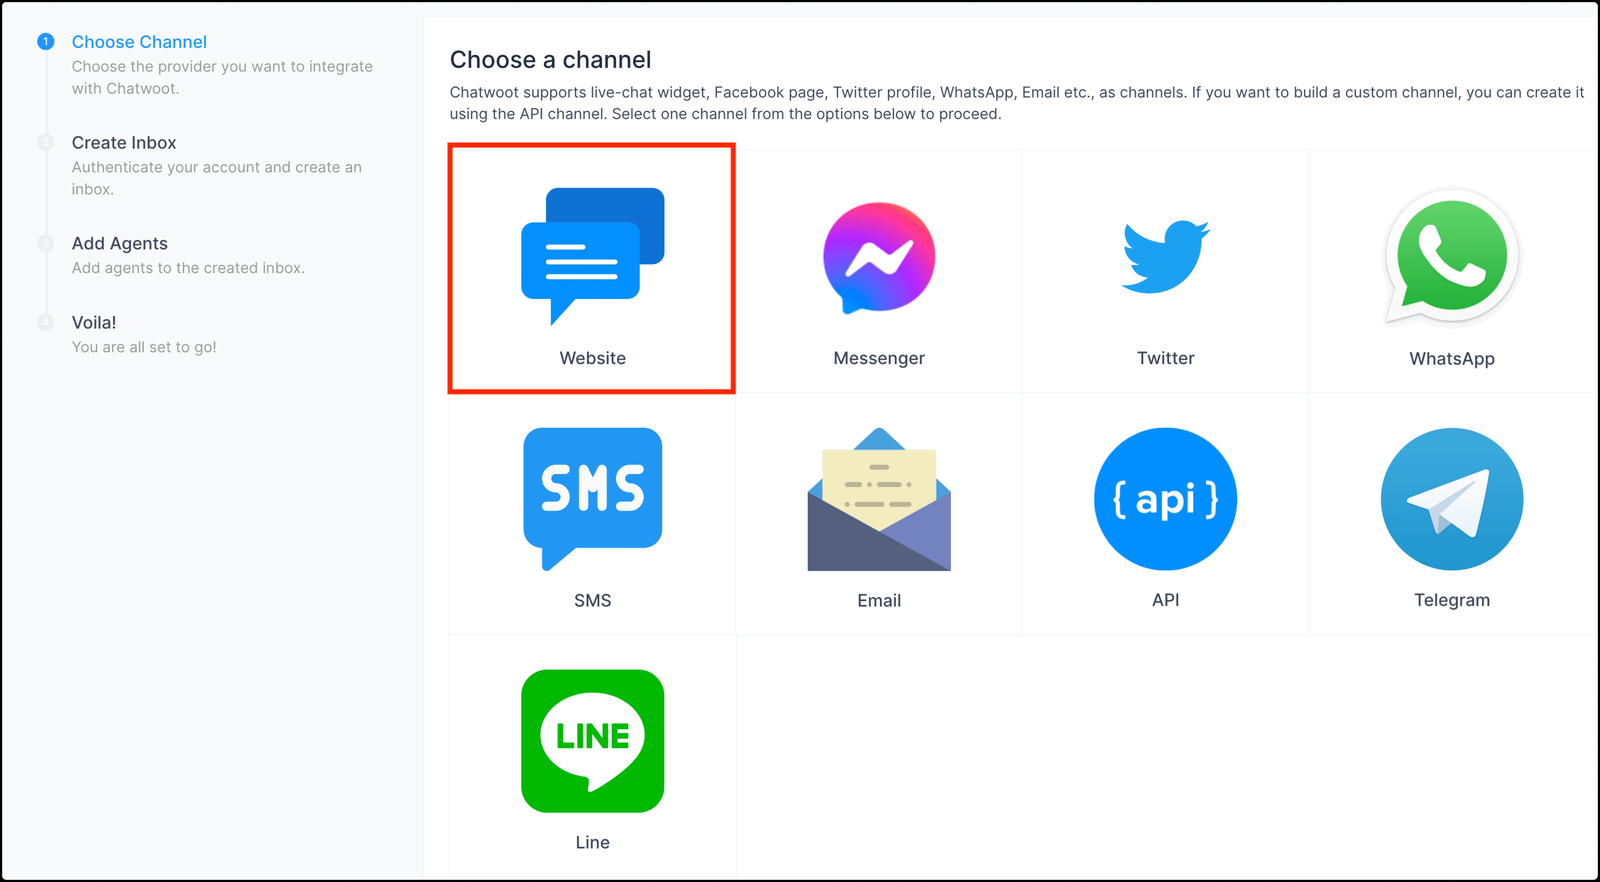 1 Choose Channel
Choose the provider you want to integrate
with Chatwoot.
2 Create Inbox
Authenticate your account and create an
inbox.
3 Add Agents
Add agents to the created inbox.
4 Voila!
You are all set to go!
Choose a channel
Chatwoot supports live-chat widget, Facebook page, Twitter profile, WhatsApp, Email etc., as channels. If you want to build a custom channel, you can create it
using the API channel. Select one channel from the options below to proceed.
Website
Messenger
Twitter
WhatsApp
SMS
{ api }
SMS
Email
API
Telegram
LINE
Line